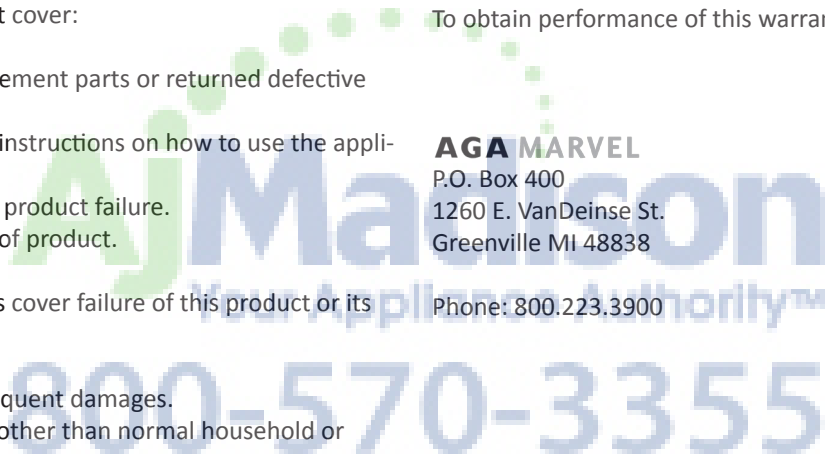 t cover:
ement parts or returned defective
instructions on how to use the appli-
product failure.
of product.
s cover failure of this product or its
quent damages.
other than normal household or
To obtain performance of this warran
AGA MARVEL
P.O. Box 400
1260 E. VanDeinse St.
Greenville MI 48838
Phone: 800.223.3900
AjMadison
Your Appliance Authority™
800-570-3355